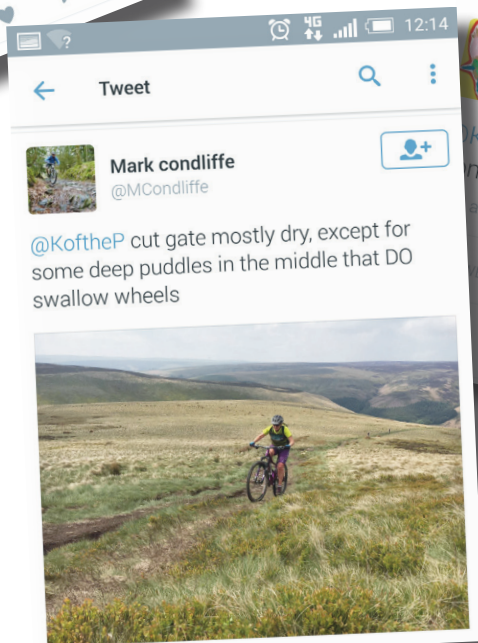 4G
12:14
Tweet
Mark condliffe
@MCondliffe
@KoftheP cut gate mostly dry, except for
some deep puddles in the middle that DO
swallow wheels